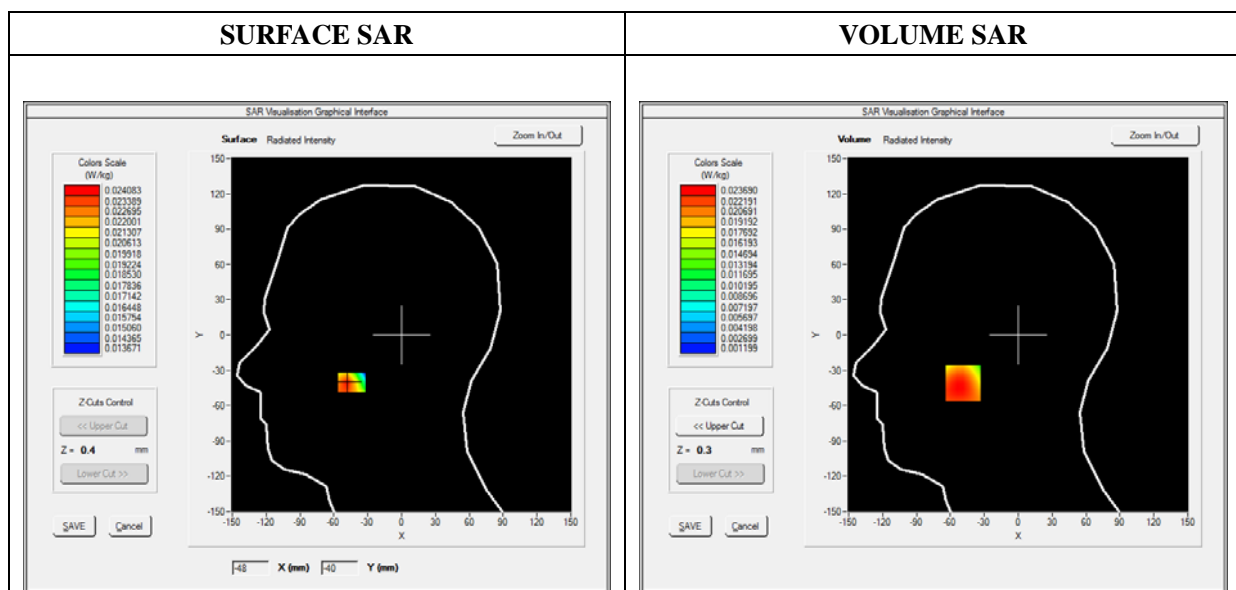 SURFACE SAR
VOLUME SAR
SAR Visualisation Graphical Interface
Surface Radiated Intensity
Zoom In/Out
Colors Scale
(W/kg)
0.024083
0.023389
0.022695
0.022001
0.021307
0.020613
0.019918
0.019224
0.018530
0.017836
0.017142
0.016448
0.015754
0.015060
0.014365
0.013671
Z-Cuts Control
<< Upper Cut
Z = 0.4 mm
Lower Cut >>
SAVE Cancel
150
120
90
60
30
0
-30
-60
-90
-120
-150
Y
-150 -120 -90 -60 -30 0 30 60 90 120 150
X
-48 X (mm) -40 Y (mm)
SAR Visualisation Graphical Interface
Volume Radiated Intensity
Zoom In/Out
Colors Scale
(W/kg)
0.023690
0.022191
0.020691
0.019192
0.017692
0.016193
0.014694
0.013194
0.011695
0.010195
0.008696
0.007197
0.005697
0.004198
0.002699
0.001199
Z-Cuts Control
<< Upper Cut
Z = 0.3 mm
Lower Cut >>
SAVE Cancel
150
120
90
60
30
0
-30
-60
-90
-120
-150
Y
-150 -120 -90 -60 -30 0 30 60 90 120 150
X